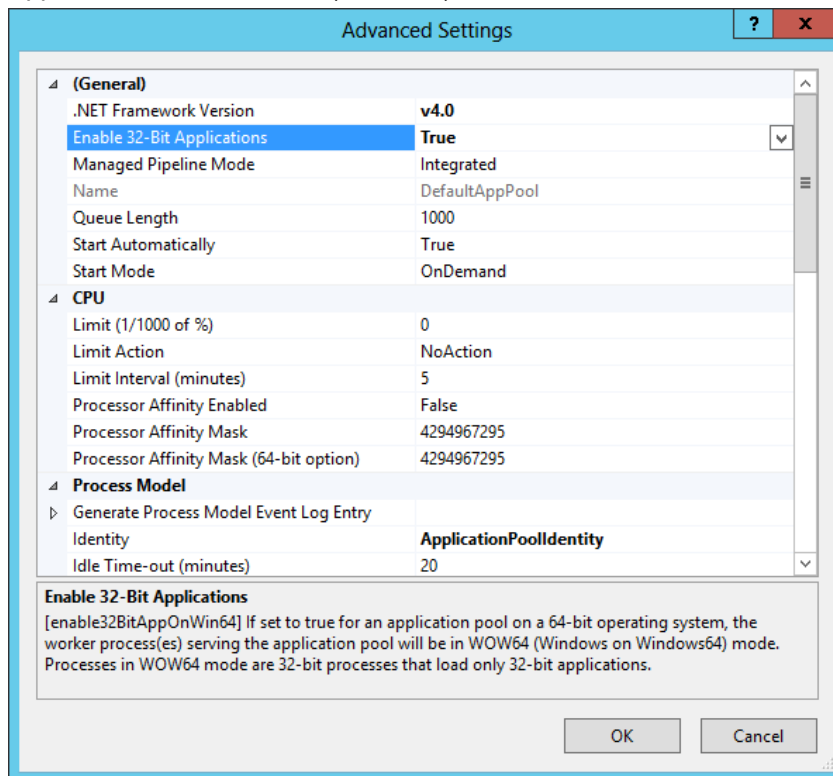 Advanced Settings
? x
(General)
.NET Framework Version v4.0
Enable 32-Bit Applications True
Managed Pipeline Mode Integrated
Name DefaultAppPool
Queue Length 1000
Start Automatically True
Start Mode OnDemand
CPU
Limit (1/1000 of %) 0
Limit Action NoAction
Limit Interval (minutes) 5
Processor Affinity Enabled False
Processor Affinity Mask 4294967295
Processor Affinity Mask (64-bit option) 4294967295
Process Model
Generate Process Model Event Log Entry
Identity ApplicationPoolIdentity
Idle Time-out (minutes) 20
Enable 32-Bit Applications
[enable32BitAppOnWin64] If set to true for an application pool on a 64-bit operating system, the
worker process(es) serving the application pool will be in WOW64 (Windows on Windows64) mode.
Processes in WOW64 mode are 32-bit processes that load only 32-bit applications.
OK Cancel